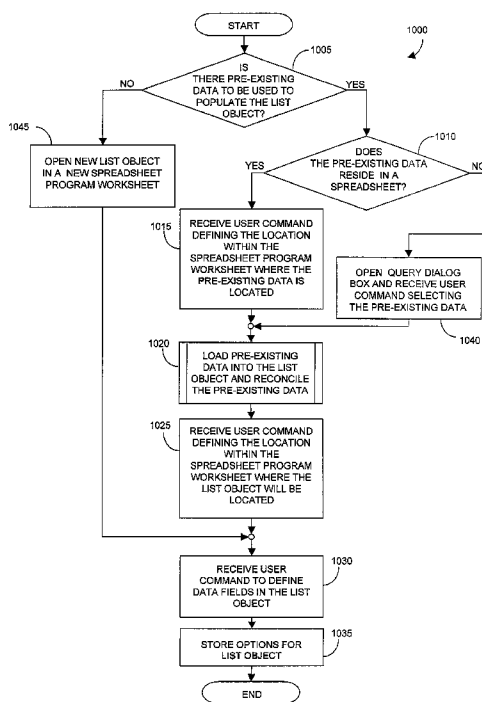 START
1000
1005
IS
THERE PRE-EXISTING
DATA TO BE USED TO
POPULATE THE LIST
OBJECT?
NO
YES
1045
OPEN NEW LIST OBJECT
IN A NEW SPREADSHEET
PROGRAM WORKSHEET
1010
DOES
THE PRE-EXISTING DATA
RESIDE IN A
SPREADSHEET?
YES
NO
1015
RECEIVE USER COMMAND
DEFINING THE LOCATION
WITHIN THE
SPREADSHEET PROGRAM
WORKSHEET WHERE THE
PRE-EXISTING DATA IS
LOCATED
OPEN QUERY DIALOG
BOX AND RECEIVE USER
COMMAND SELECTING
THE PRE-EXISTING DATA
1040
1020
LOAD PRE-EXISTING
DATA INTO THE LIST
OBJECT AND RECONCILE
THE PRE-EXISTING DATA
1025
RECEIVE USER COMMAND
DEFINING THE LOCATION
WITHIN THE
SPREADSHEET PROGRAM
WORKSHEET WHERE THE
LIST OBJECT WILL BE
LOCATED
RECEIVE USER
COMMAND TO DEFINE
DATA FIELDS IN THE LIST
OBJECT
1030
STORE OPTIONS FOR
LIST OBJECT
1035
END